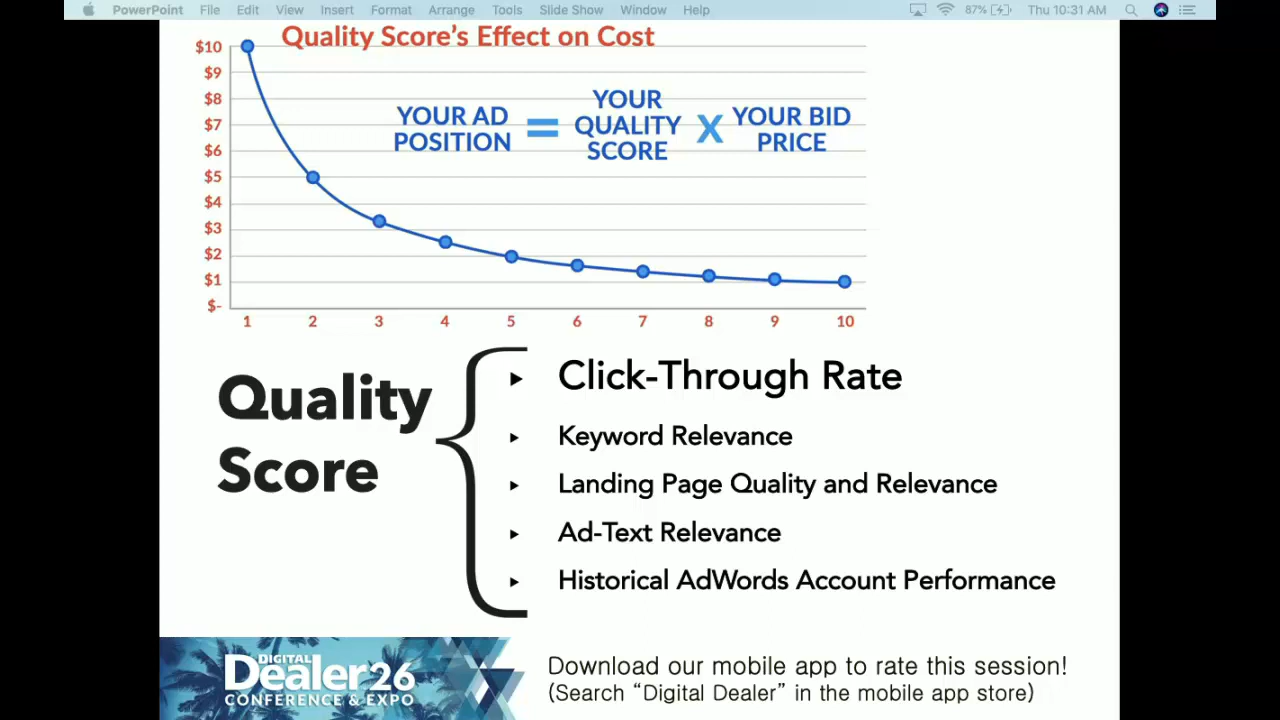 PowerPoint File Edit View Insert Format Arrange Tools Slide Show Window Help 87% Thu 10:31 AM
Quality Score's Effect on Cost
$10
$9
$8
$7
$6
$5
$4
$3
$2
$1
$-
YOUR AD
POSITION
=
YOUR
QUALITY
SCORE
X
YOUR BID
PRICE
1 2 3 4 5 6 7 8 9 10
Quality
Score
Click-Through Rate
Keyword Relevance
Landing Page Quality and Relevance
Ad-Text Relevance
Historical AdWords Account Performance
DIGITAL
Dealer 26
CONFERENCE & EXPO
Download our mobile app to rate this session!
(Search “Digital Dealer” in the mobile app store)